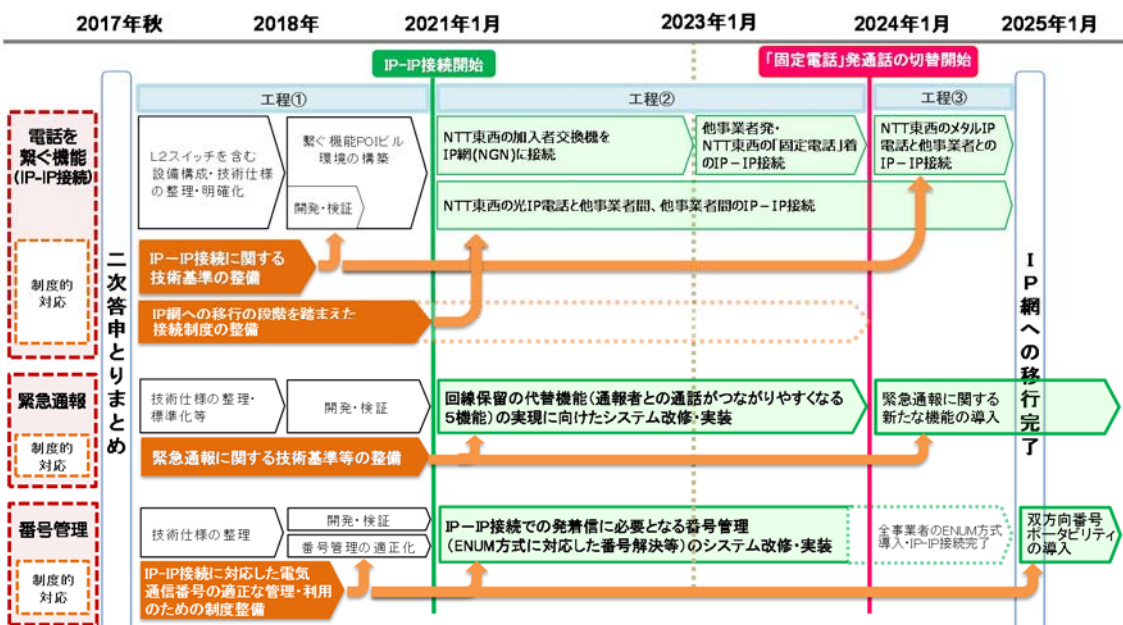 2017年秋
2018年
2021年1月
2023年1月
2024年1月
2025年1月
IP-IP接続開始
「固定電話」発通話の切替開始
工程①
工程②
工程③
電話を
繋ぐ機能
(IP-IP接続)
L2スイッチを含む
設備構成・技術仕様
の整理・明確化
繋ぐ機能POIビル
環境の構築
開発・検証
NTT東西の加入者交換機を
IP網(NGN)に接続
他事業者発・
NTT東西の「固定電話」着
のIP-IP接続
NTT東西のメタルIP
電話と他事業者との
IP-IP接続
NTT東西の光IP電話と他事業者間、他事業者間のIP-IP接続
制度的
対応
IP-IP接続に関する
技術基準の整備
IP網への移行の段階を踏まえた
接続制度の整備
二次答申とりまとめ
IP網への移行完了
緊急通報
技術仕様の整理・
標準化等
開発・検証
回線保留の代替機能(通報者との通話がつながりやすくなる
5機能)の実現に向けたシステム改修・実装
緊急通報に関する
新たな機能の導入
制度的
対応
緊急通報に関する技術基準等の整備
番号管理
技術仕様の整理
開発・検証
番号管理の適正化
IP-IP接続での発着信に必要となる番号管理
(ENUM方式に対応した番号解決等)のシステム改修・実装
全事業者のENUM方式
導入・IP-IP接続完了
双方向番号
ポータビリティ
の導入
制度的
対応
IP-IP接続に対応した電気
通信番号の適正な管理・利用
のための制度整備